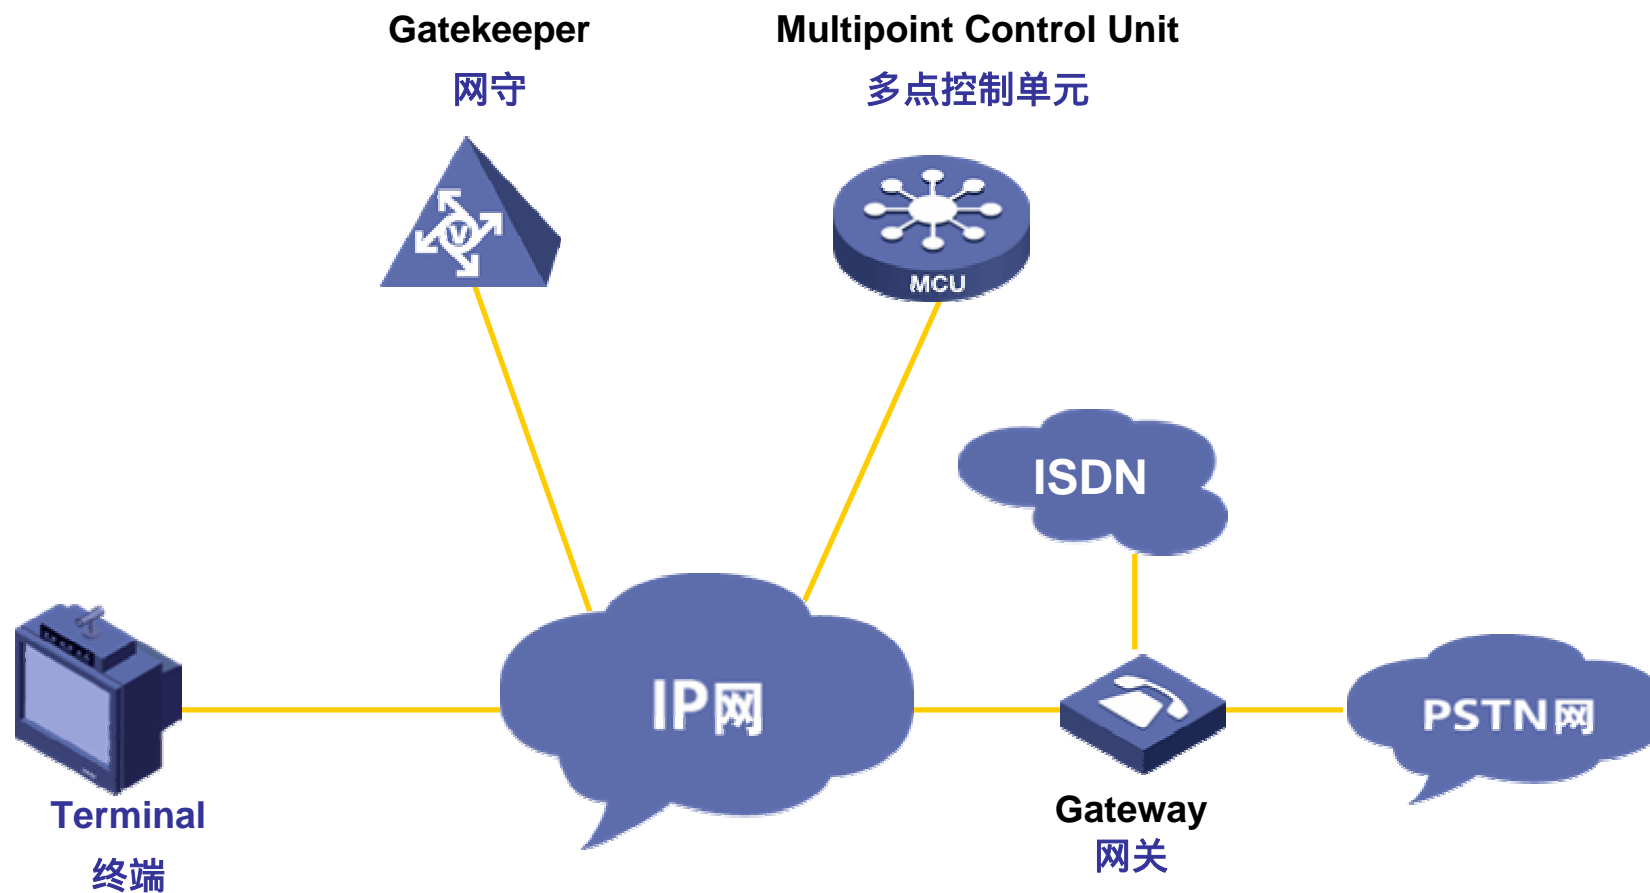 Gatekeeper
网守
Multipoint Control Unit
多点控制单元
V
MCU
ISDN
IP网
PSTN网
Terminal
终端
Gateway
网关